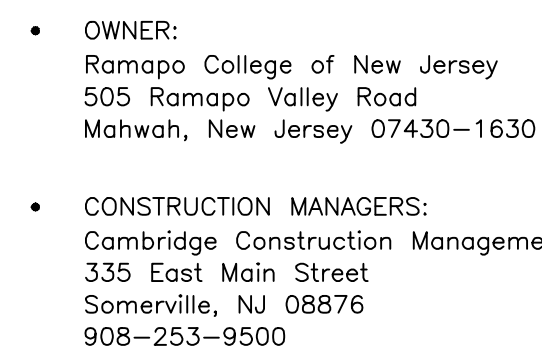 • OWNER:
Ramapo College of New Jersey
505 Ramapo Valley Road
Mahwah, New Jersey 07430-1630
• CONSTRUCTION MANAGERS:
Cambridge Construction
335 East Main Street
Somerville, NJ 08876
908-253-9500